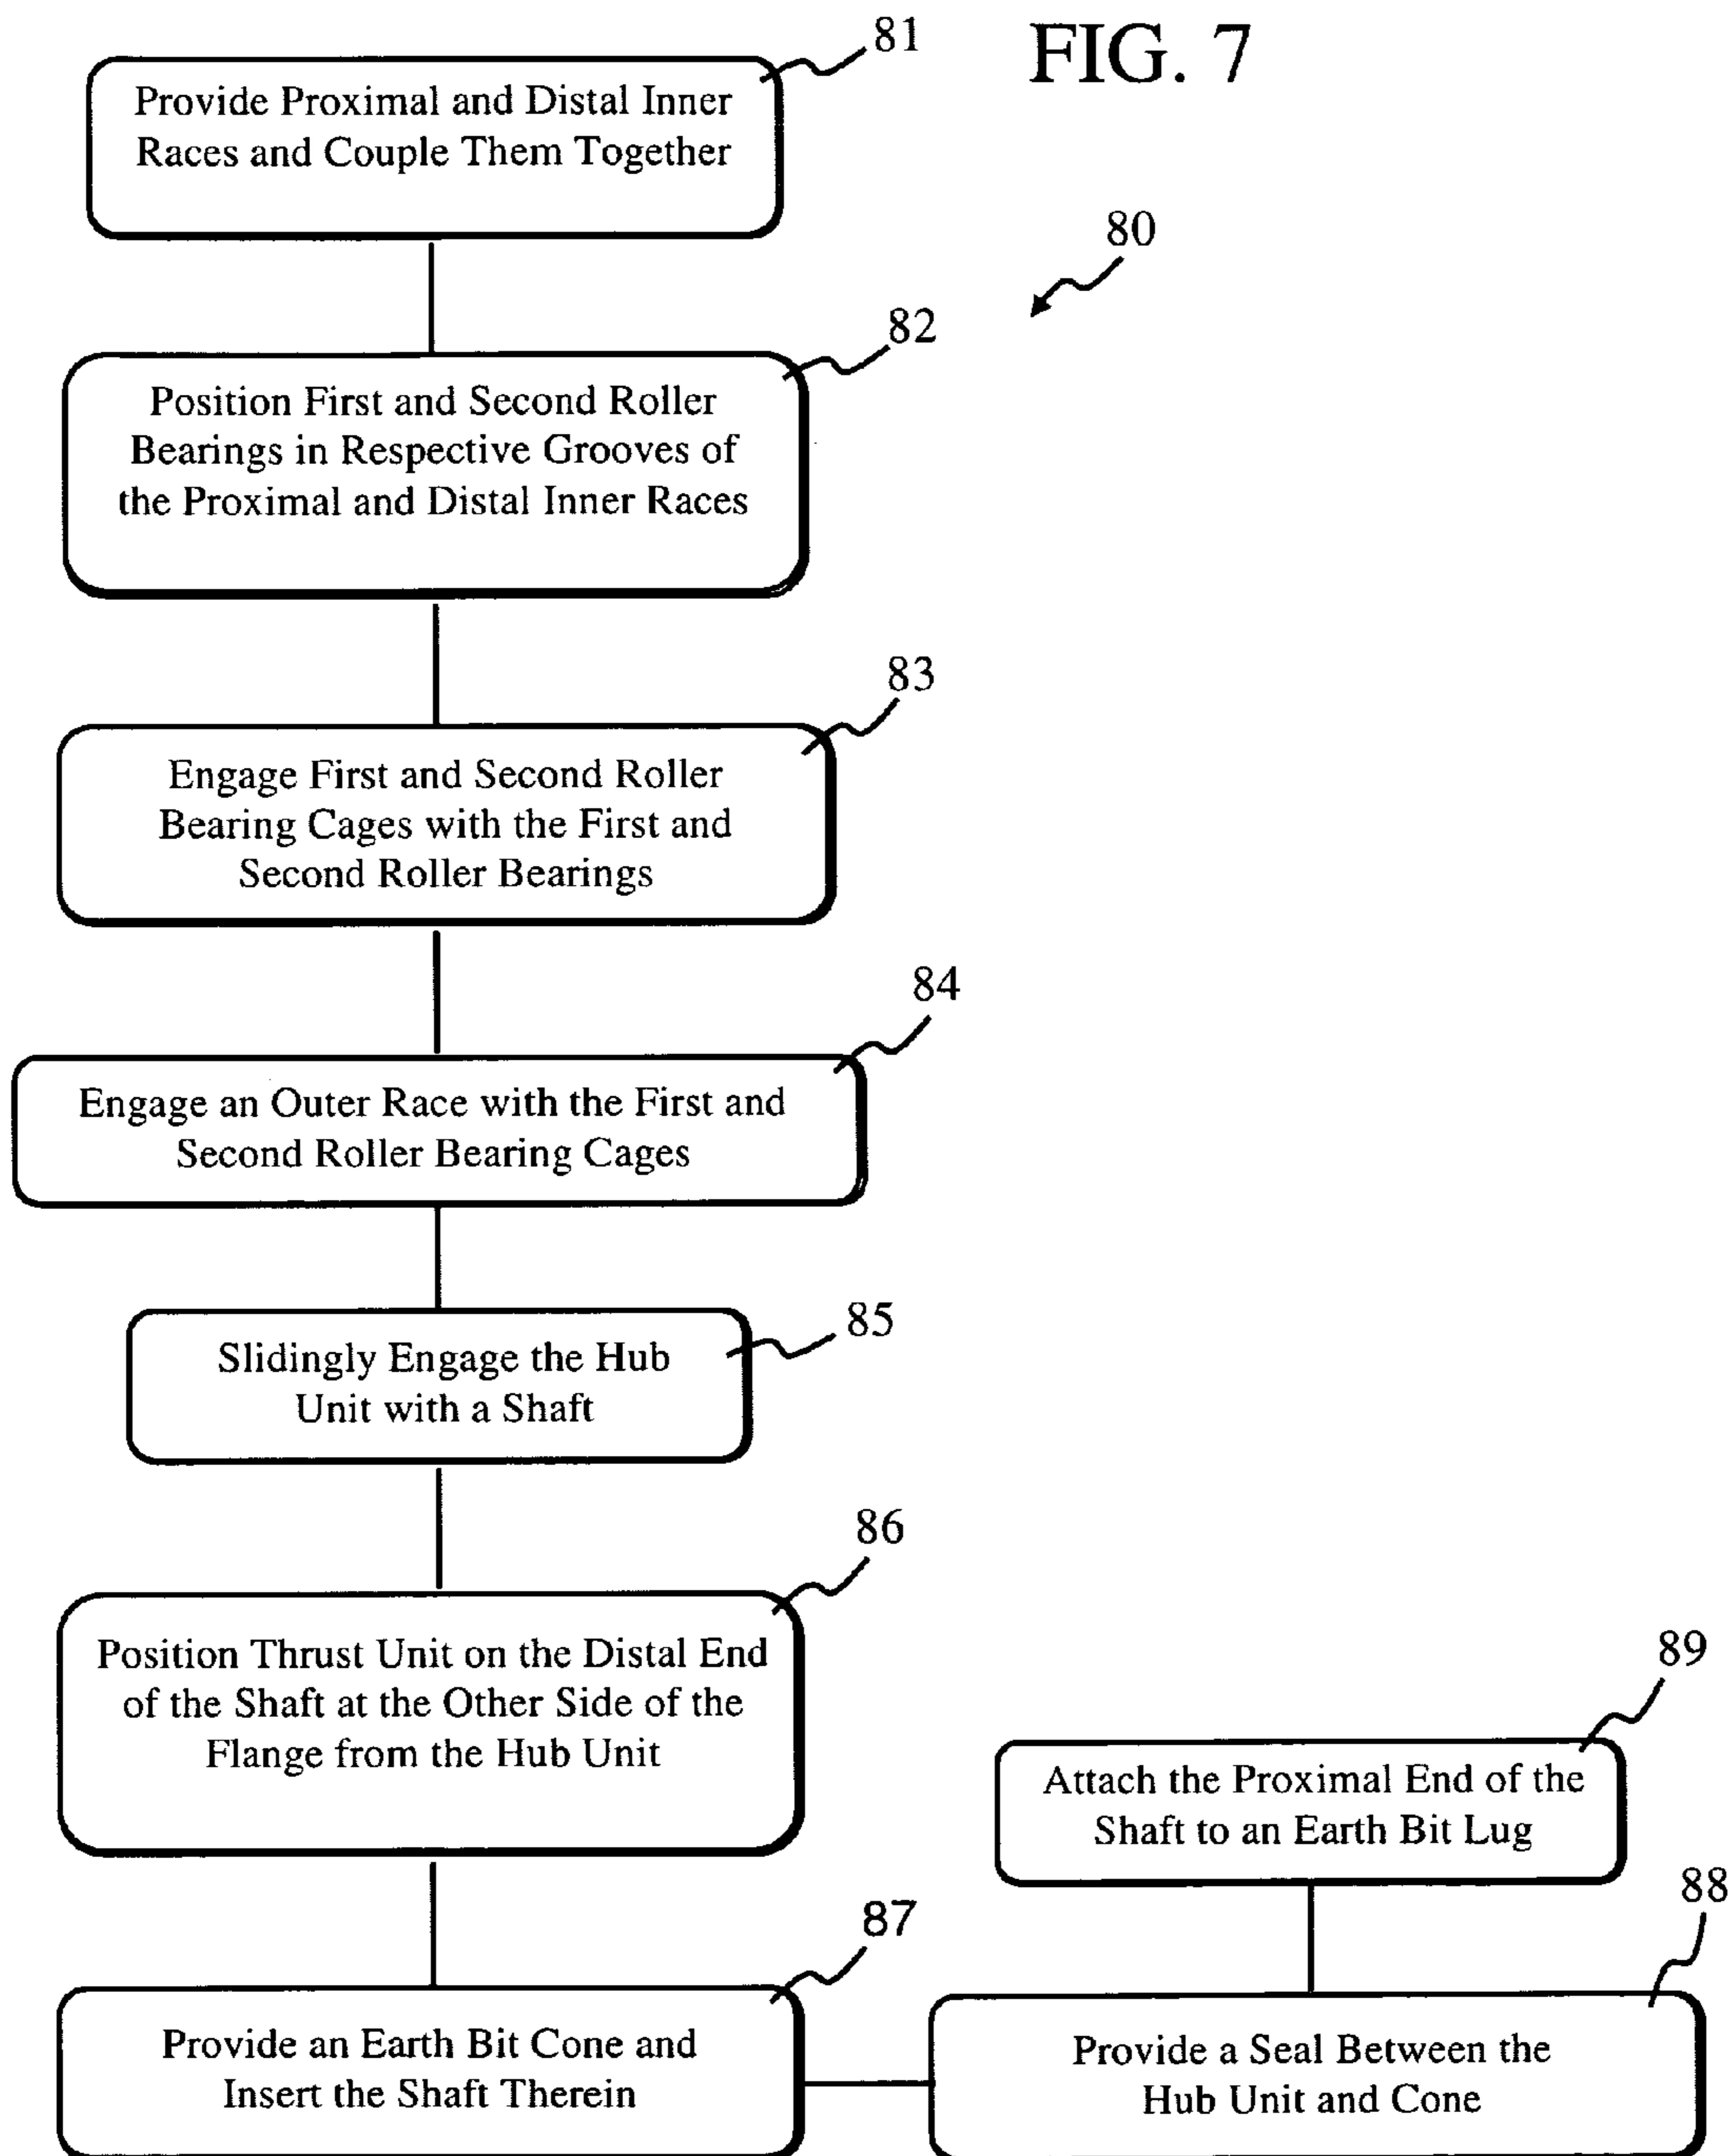 FIG. 7
80
81
Provide Proximal and Distal Inner
Races and Couple Them Together
82
Position First and Second Roller
Bearings in Respective Grooves of
the Proximal and Distal Inner Races
83
Engage First and Second Roller
Bearing Cages with the First and
Second Roller Bearings
84
Engage an Outer Race with the First and
Second Roller Bearing Cages
85
Slidingly Engage the Hub
Unit with a Shaft
86
Position Thrust Unit on the Distal End
of the Shaft at the Other Side of the
Flange from the Hub Unit
87
Provide an Earth Bit Cone and
Insert the Shaft Therein
88
Provide a Seal Between the
Hub Unit and Cone
89
Attach the Proximal End of the
Shaft to an Earth Bit Lug